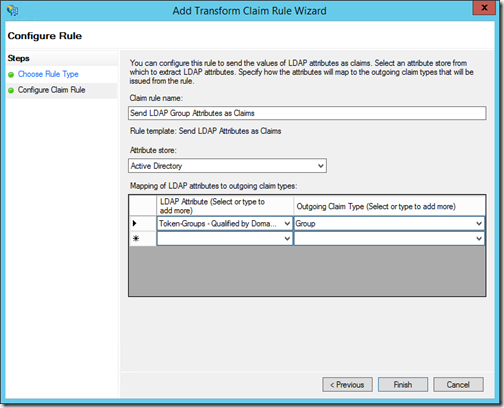 Add Transform Claim Rule Wizard
Configure Rule
Steps
Choose Rule Type
Configure Claim Rule
You can configure this rule to send the values of LDAP attributes as claims. Select an attribute store from
which to extract LDAP attributes. Specify how the attributes will map to the outgoing claim types that will be
issued from the rule.
Claim rule name:
Send LDAP Group Attributes as Claims
Rule template: Send LDAP Attributes as Claims
Attribute store:
Active Directory
Mapping of LDAP attributes to outgoing claim types:
LDAP Attribute (Select or type to
add more)
Outgoing Claim Type (Select or type to add more)
Token-Groups - Qualified by Doma...
Group
< Previous
Finish
Cancel